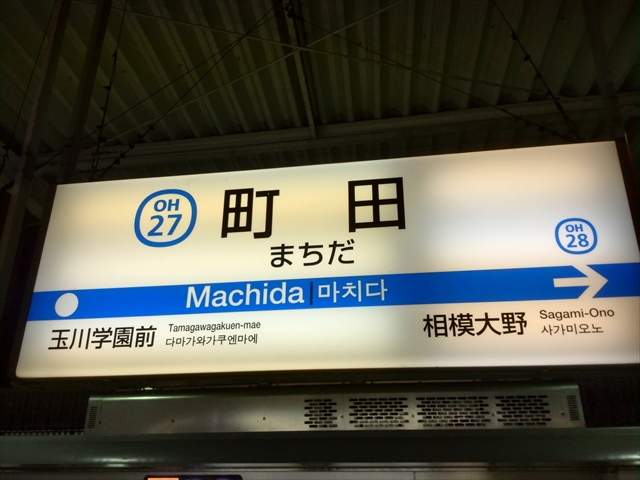 OH
27
町田
まちだ
OH
28
Machida|마치다
玉川学園前
Tamagawagakuen-mae
다마가와가쿠엔마에
相模大野
Sagami-Ono
사가미오노